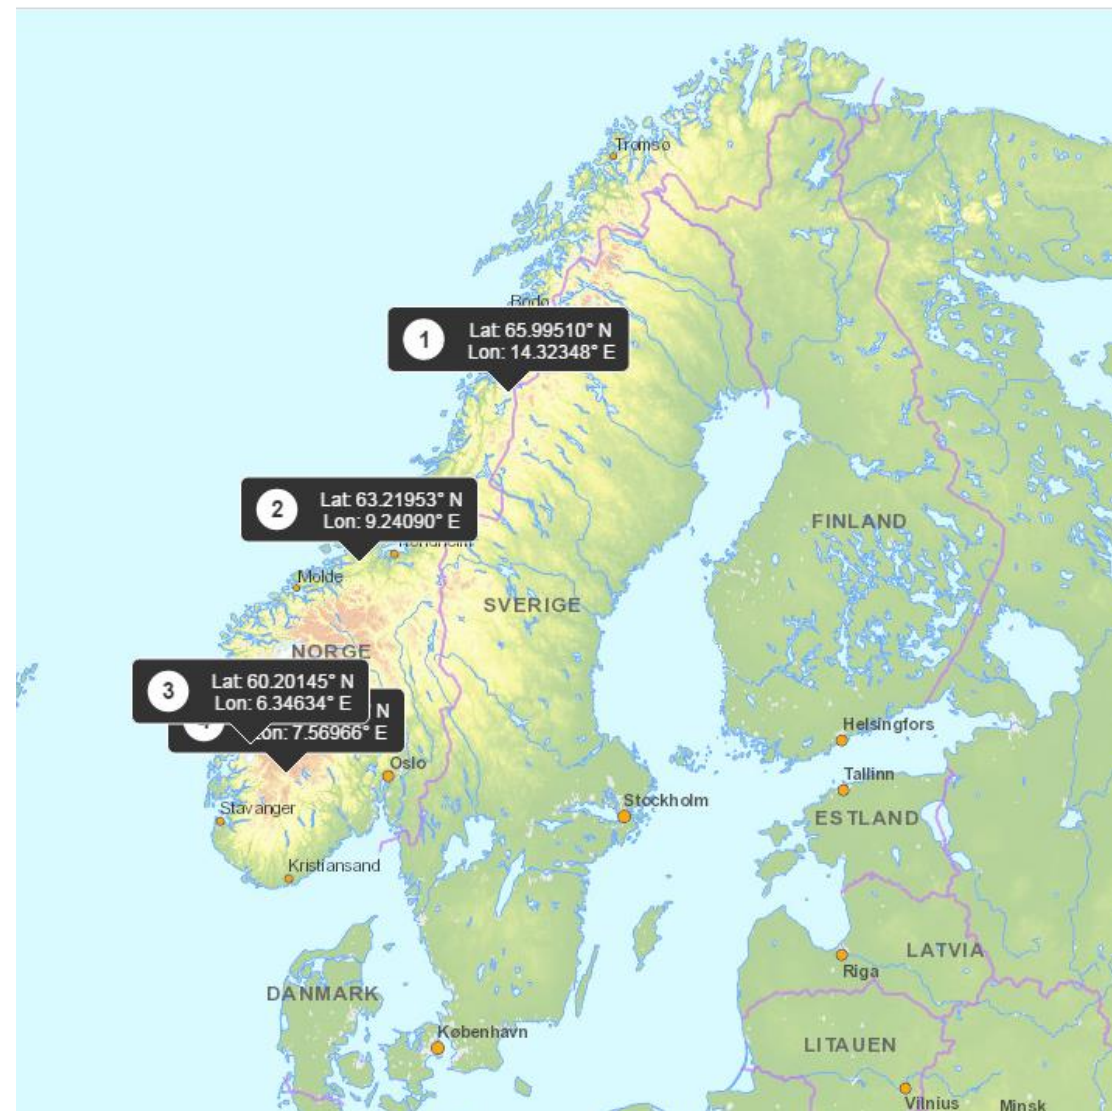 Tromsø
Bodø
1
Lat: 65.99510° N
Lon: 14.32348° E
2
Lat: 63.21953° N
Lon: 9.24090° E
FINLAND
Molde
SVERIGE
NORGE
3
Lat: 60.20145° N
Lon: 6.34634° E
N
Lon: 7.56966° E
Helsingfors
Oslo
Tallinn
Stockholm
Stavanger
ESTLAND
Kristiansand
LATVIA
Riga
DANMARK
København
LITAUEN
Vilnius
Minsk